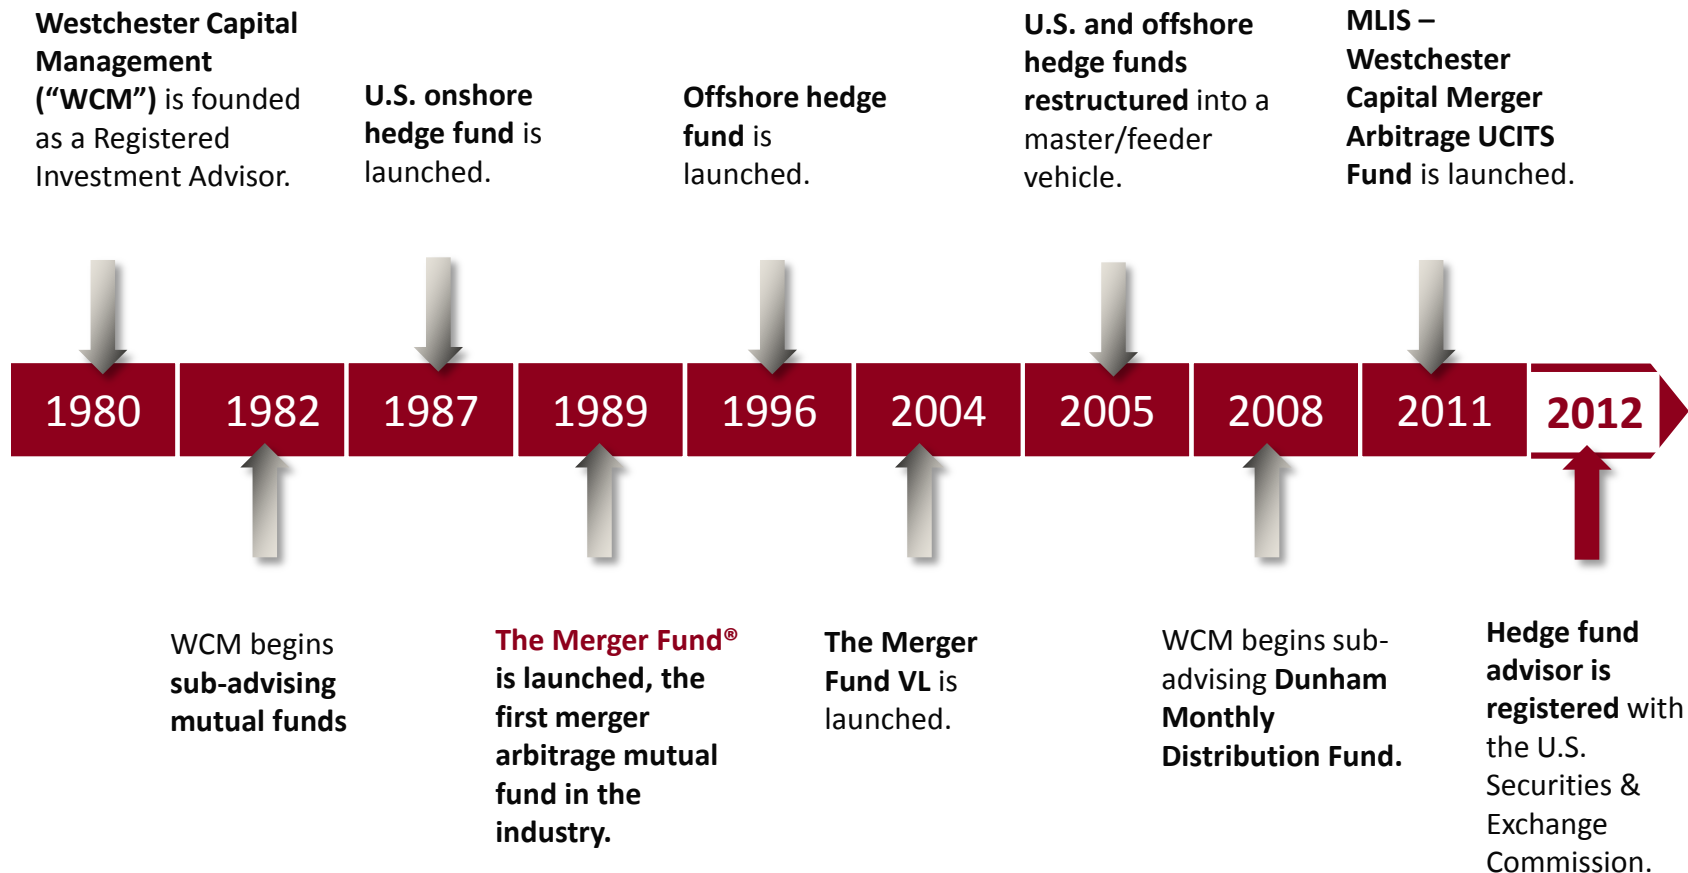 Westchester Capital
Management
(“WCM”) is founded
as a Registered
Investment Advisor.
U.S. onshore
hedge fund is
launched.
Offshore hedge
fund is
launched.
U.S. and offshore
hedge funds
restructured into a
master/feeder
vehicle.
MLIS –
Westchester
Capital Merger
Arbitrage UCITS
Fund is launched.
1980
1982
1987
1989
1996
2004
2005
2008
2011
2012
WCM begins
sub-advising
mutual funds
The Merger Fund®
is launched, the
first merger
arbitrage mutual
fund in the
industry.
The Merger
Fund VL is
launched.
WCM begins sub-
advising Dunham
Monthly
Distribution Fund.
Hedge fund
advisor is
registered with
the U.S.
Securities &
Exchange
Commission.